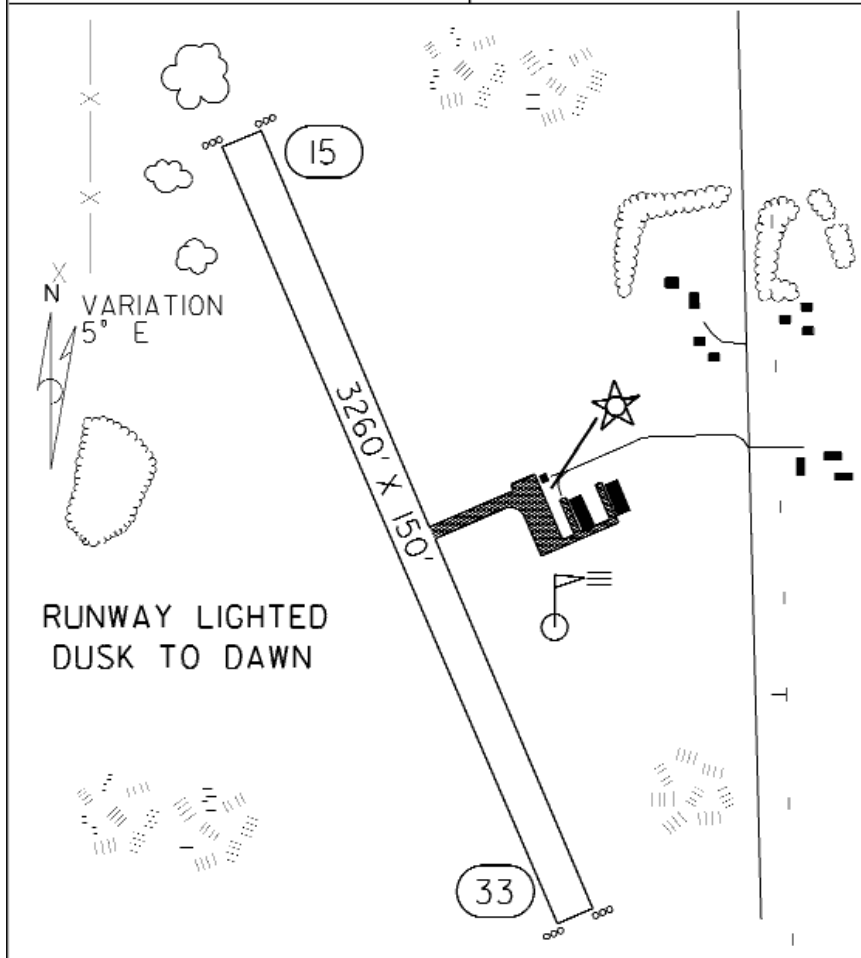 15
N
VARIATION
5° E
3260' X 150'
RUNWAY LIGHTED
DUSK TO DAWN
T
33